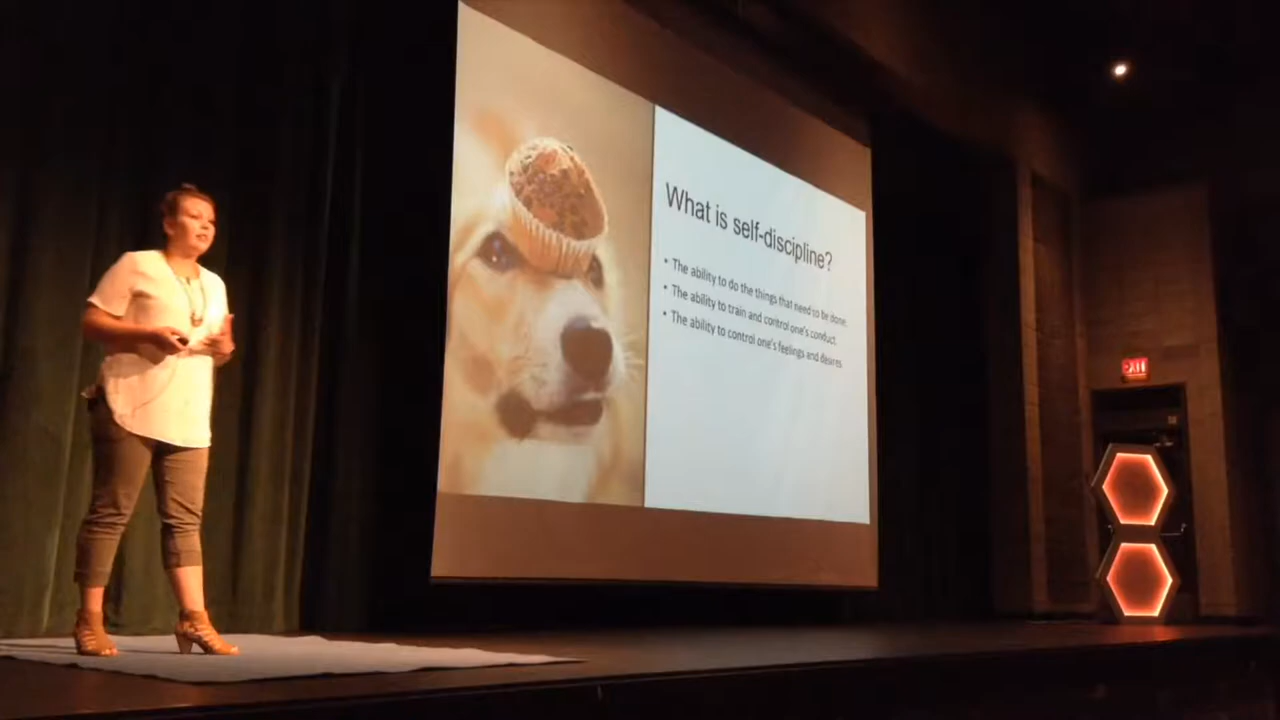 What is self-discipline?
• The ability to do the things that need to be done.
• The ability to train and control one's conduct.
• The ability to control one's feelings and desires.
EXIT